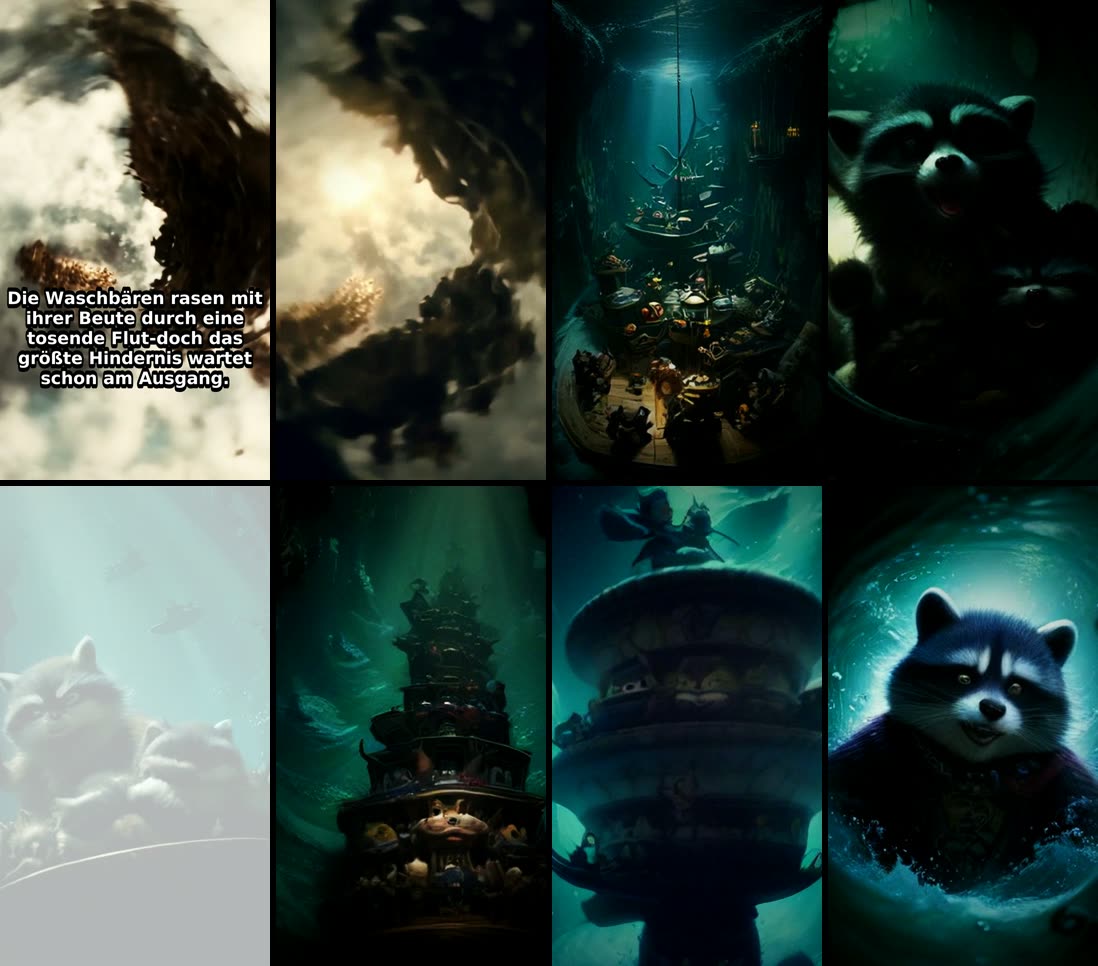 Die Waschbären rasen mit
ihrer Beute durch eine
tosende Flut-doch das
größte Hindernis wartet
schon am Ausgang.